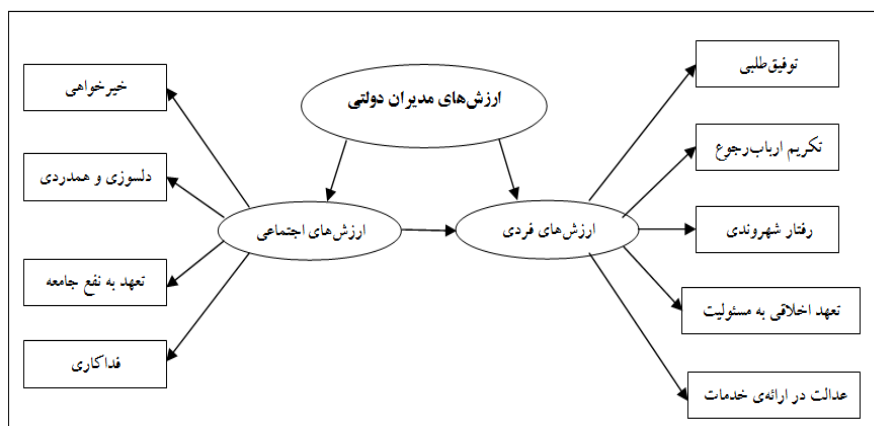 ارزش‌های مدیران دولتی
توفیق‌طلبی
خیرخواهی
تکریم ارباب‌رجوع
دلسوزی و همدردی
ارزش‌های فردی
ارزش‌های اجتماعی
رفتار شهروندی
تعهد به نفع جامعه
تعهد اخلاقی به مسئولیت
فداکاری
عدالت در ارائه‌ی خدمات